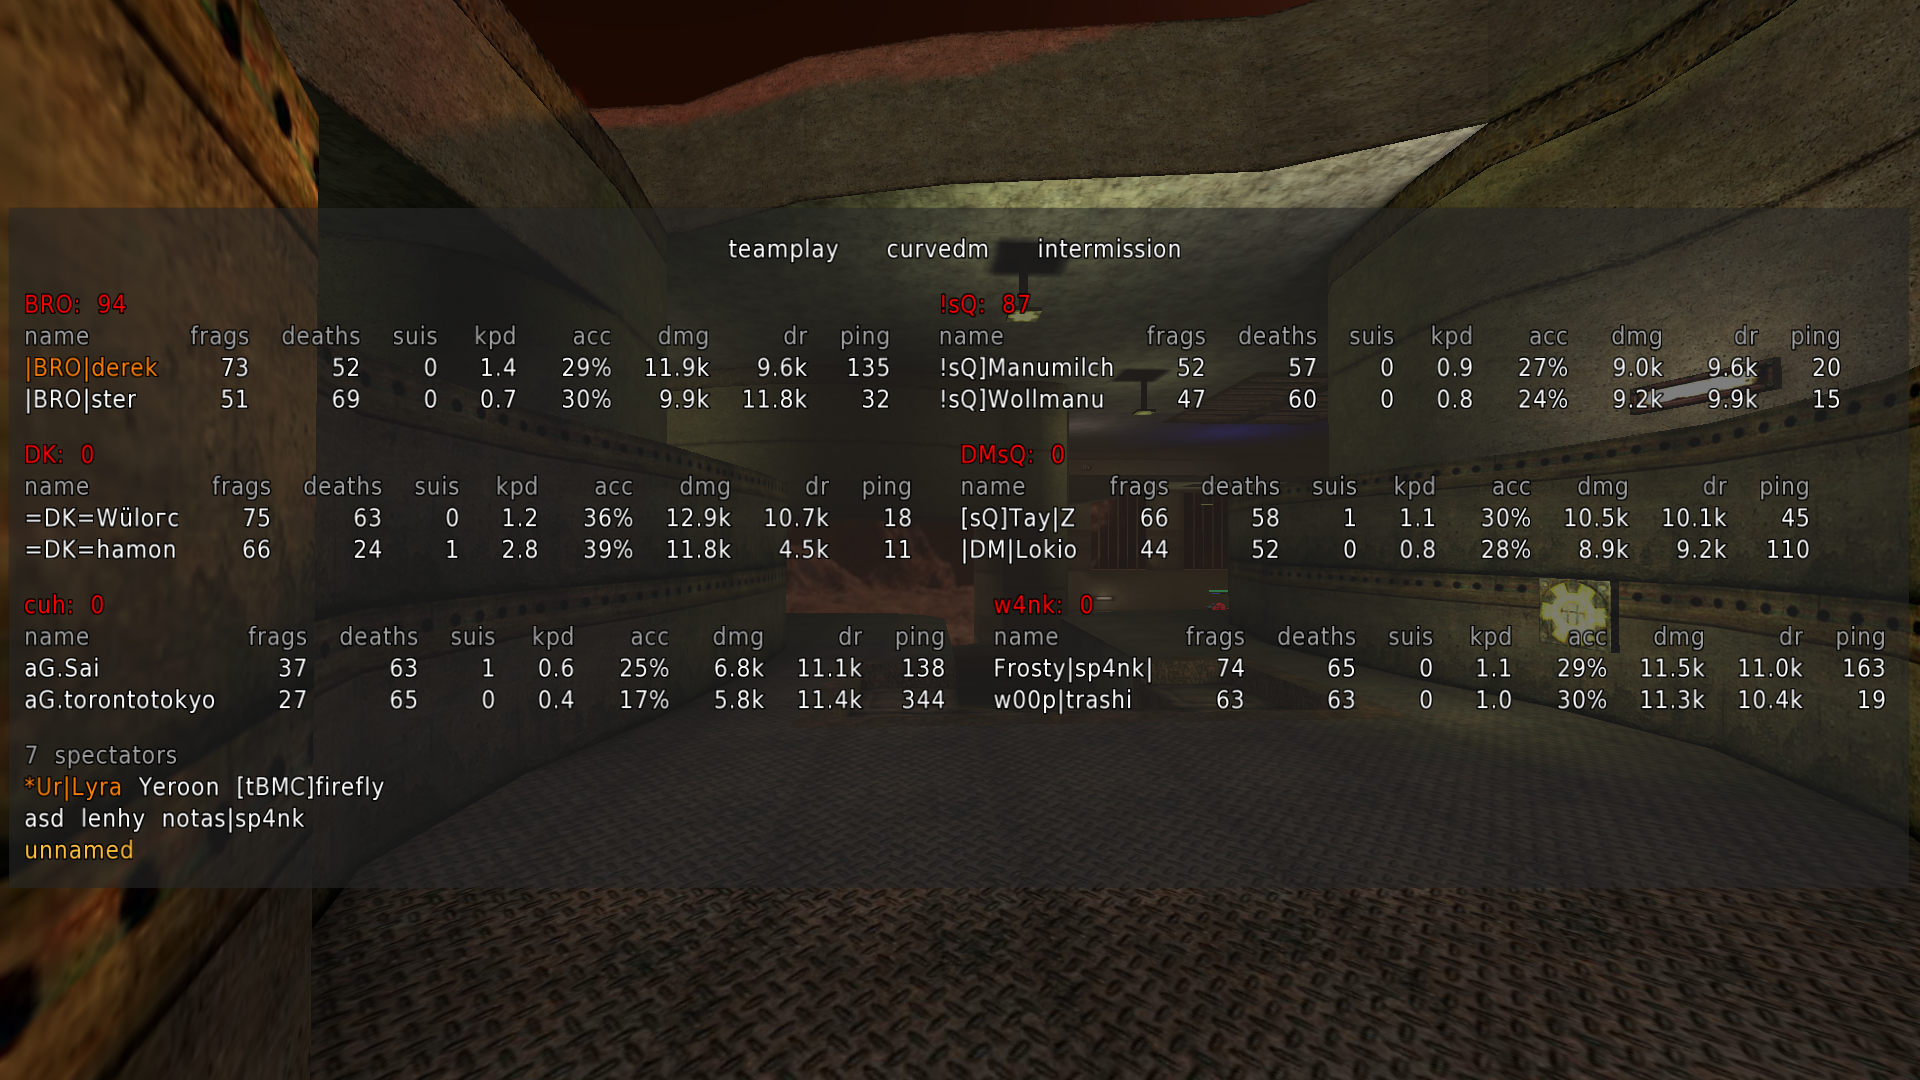 teamplay curvedm intermission
BRO: 94
name frags deaths suis kpd acc dmg dr ping
|BRO|derek 73 52 0 1.4 29% 11.9k 9.6k 135
|BRO|ster 51 69 0 0.7 30% 9.9k 11.8k 32
!sQ: 87
name frags deaths suis kpd acc dmg dr ping
!sQ]Manumilch 52 57 0 0.9 27% 9.0k 9.6k 20
!sQ]Wollmanu 47 60 0 0.8 24% 9.2k 9.9k 15
DK: 0
name frags deaths suis kpd acc dmg dr ping
=DK=Wülorc 75 63 0 1.2 36% 12.9k 10.7k 18
=DK=hamon 66 24 1 2.8 39% 11.8k 4.5k 11
DMsQ: 0
name frags deaths suis kpd acc dmg dr ping
[sQ]Tay|Z 66 58 1 1.1 30% 10.5k 10.1k 45
|DM|Lokio 44 52 0 0.8 28% 8.9k 9.2k 110
cuh: 0
name frags deaths suis kpd acc dmg dr ping
aG.Sai 37 63 1 0.6 25% 6.8k 11.1k 138
aG.torontotokyo 27 65 0 0.4 17% 5.8k 11.4k 344
w4nk: 0
name frags deaths suis kpd acc dmg dr ping
Frosty|sp4nk| 74 65 0 1.1 29% 11.5k 11.0k 163
w00p|trashi 63 63 0 1.0 30% 11.3k 10.4k 19
7 spectators
*Ur|Lyra Yeroon [tBMC]firefly
asd lenhy notas|sp4nk
unnamed